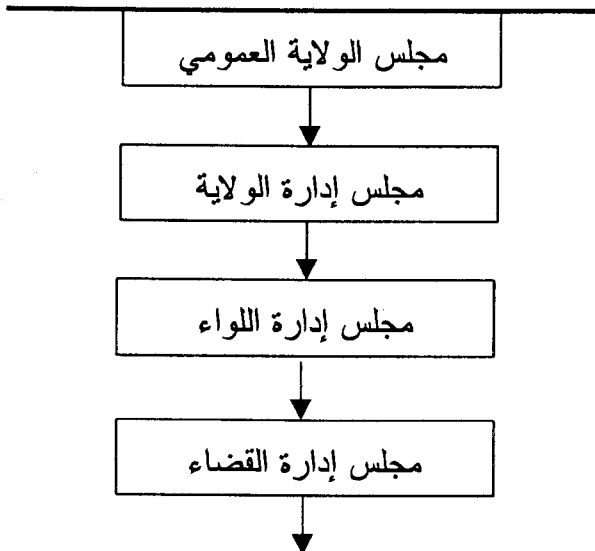 مجلس الولاية العمومي
مجلس إدارة الولاية
مجلس إدارة اللواء
مجلس إدارة القضاء